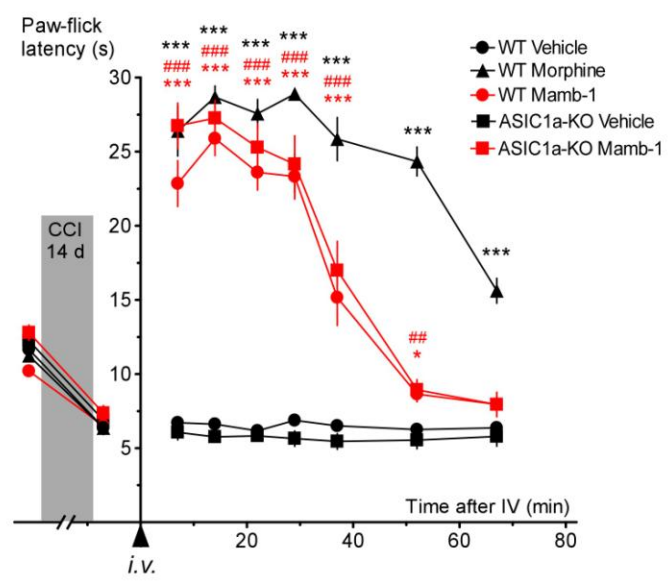 Paw-flick
latency (s)
WT Vehicle
WT Morphine
WT Mamb-1
ASIC1a-KO Vehicle
ASIC1a-KO Mamb-1
*** *** *** *** ***
### ### ### ### ###
*** *** *** *** ***
***
***
##
*
30
25
20
15
10
5
CCI
14 d
Time after IV (min)
20 40 60 80
i.v.